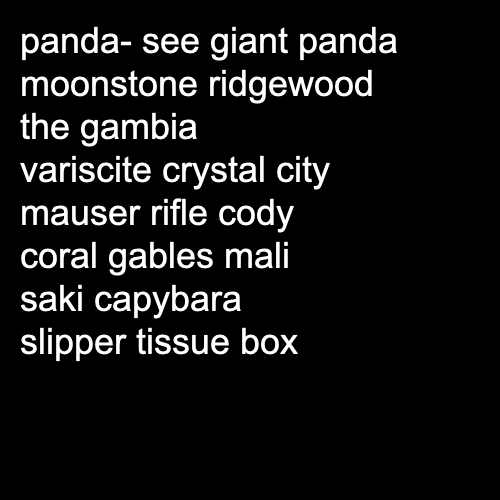 panda- see giant panda
moonstone ridgewood
the gambia
variscite crystal city
mauser rifle cody
coral gables mali
saki capybara
slipper tissue box